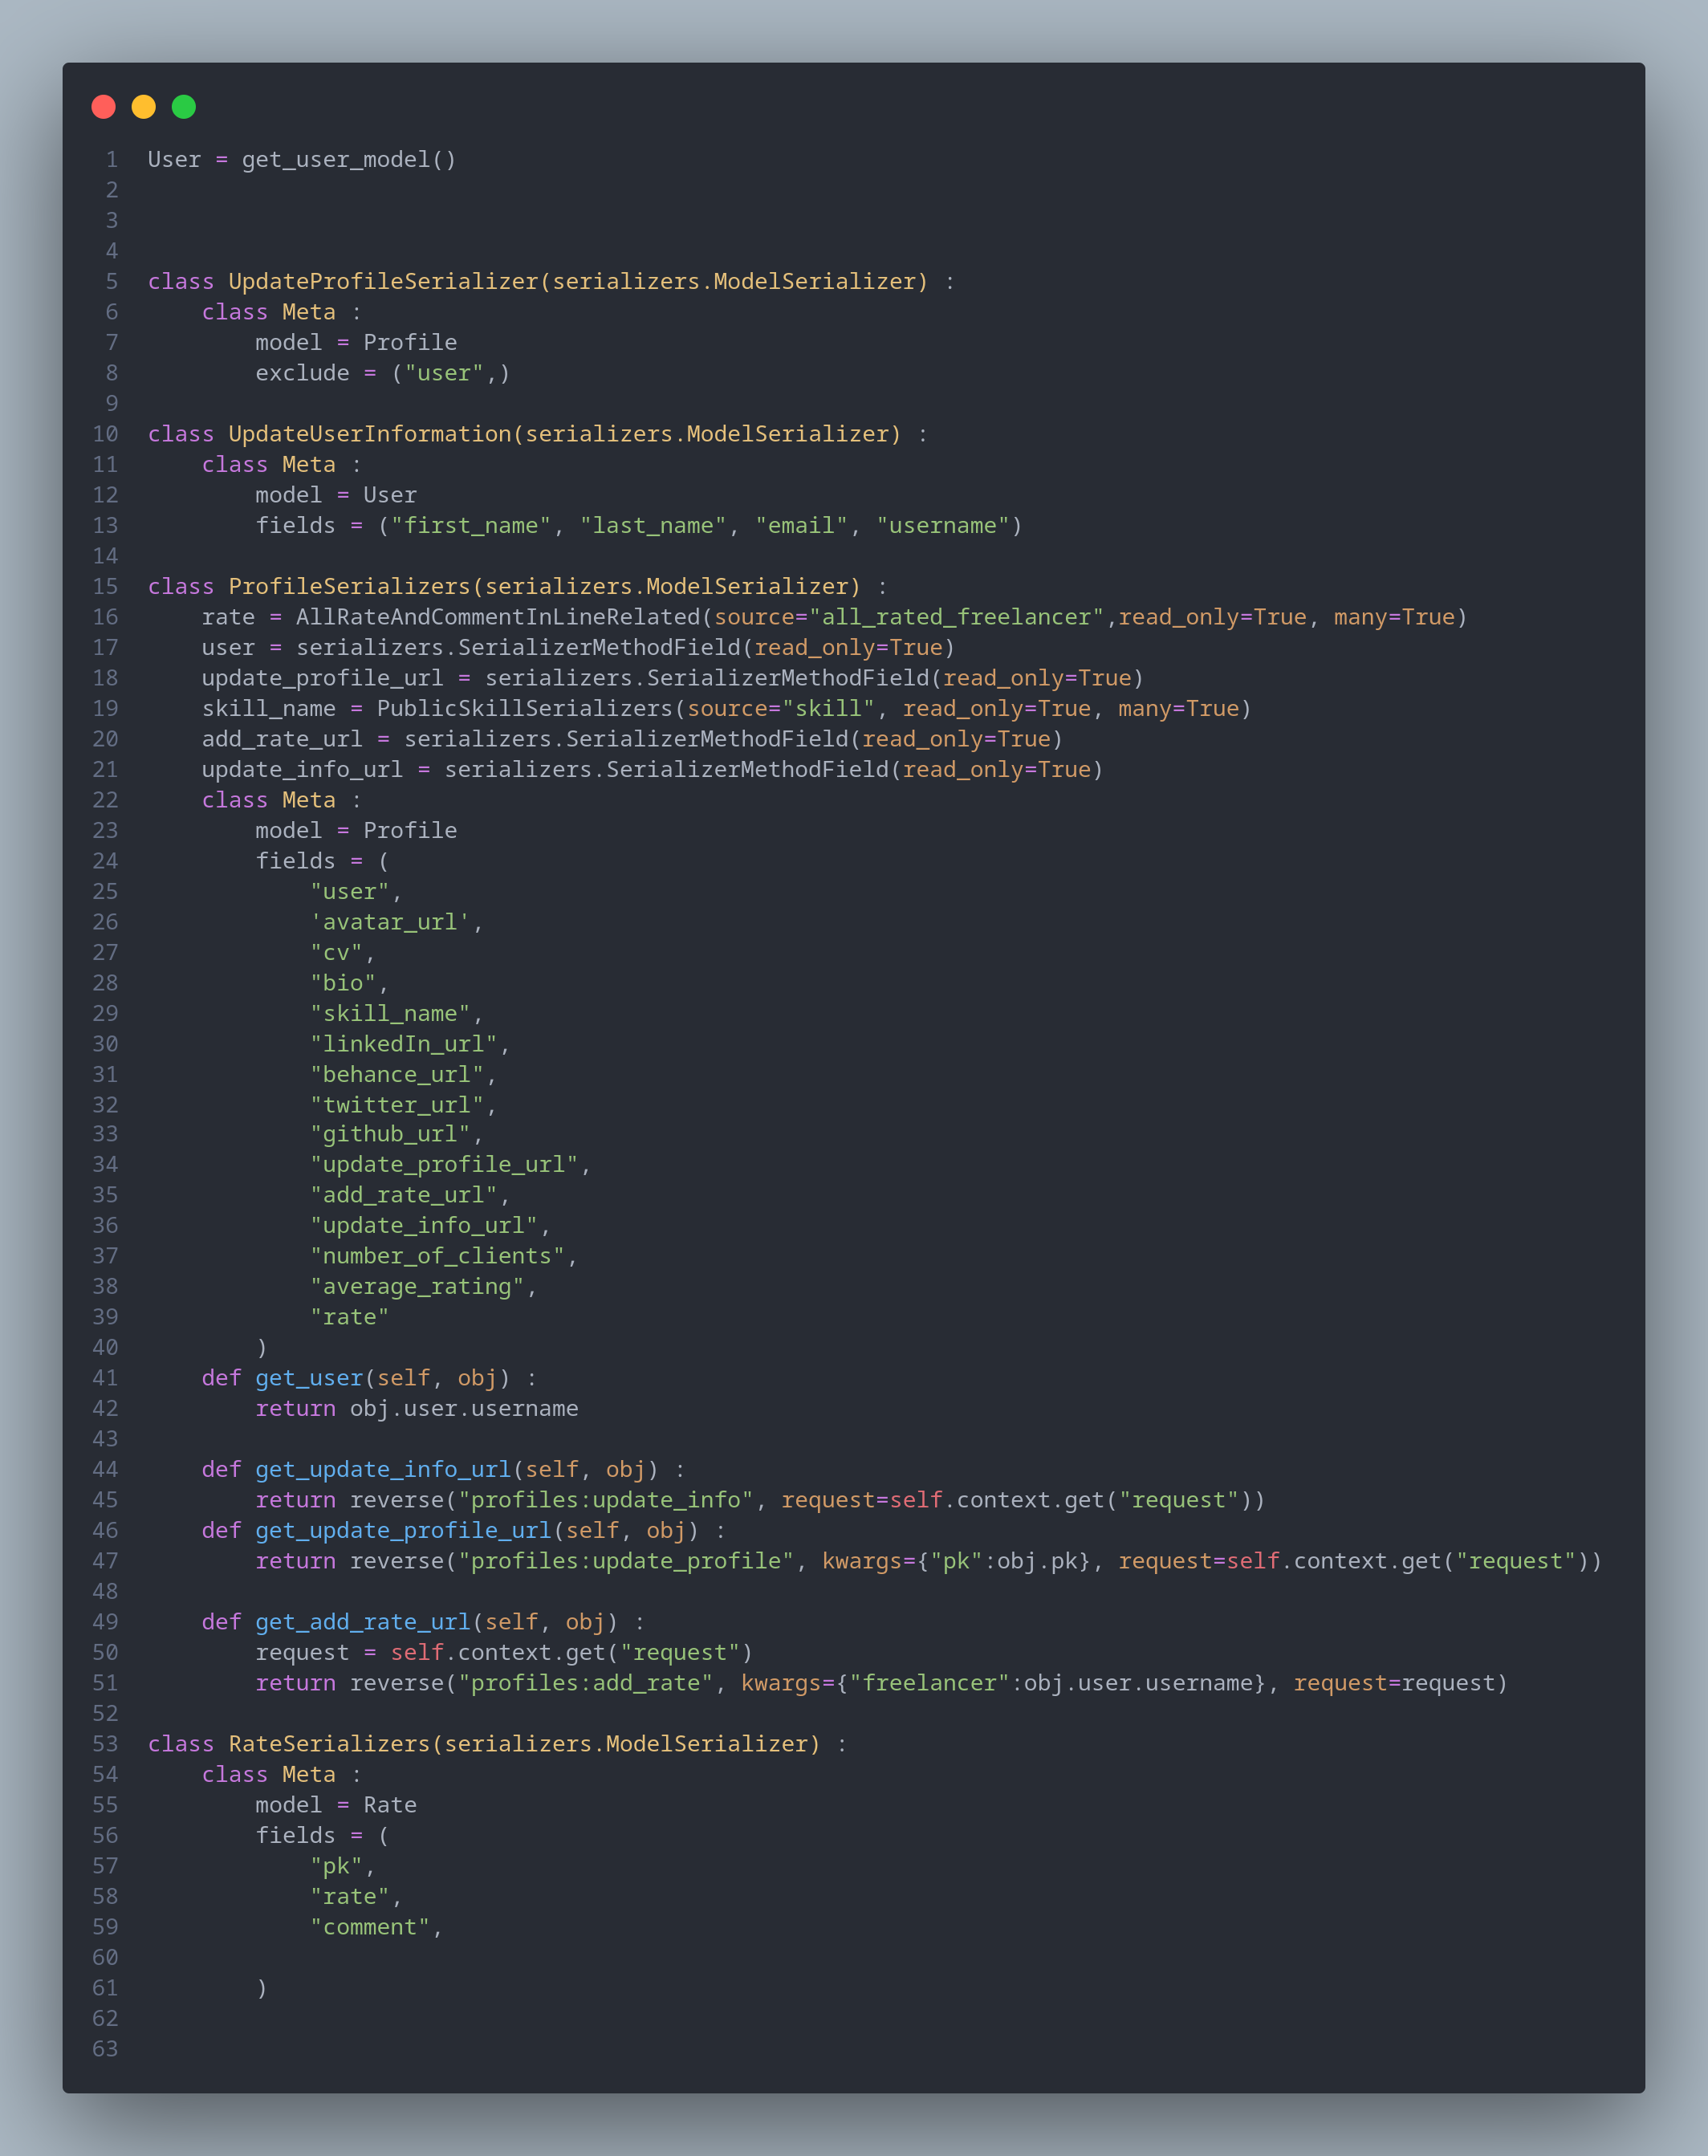 1 User = get_user_model()
2
3
4
5 class UpdateProfileSerializer(serializers.ModelSerializer) :
6     class Meta :
7         model = Profile
8         exclude = ("user",)
9
10 class UpdateUserInformation(serializers.ModelSerializer) :
11     class Meta :
12         model = User
13         fields = ("first_name", "last_name", "email", "username")
14
15 class ProfileSerializers(serializers.ModelSerializer) :
16     rate = AllRateAndCommentInLineRelated(source="all_rated_freelancer",read_only=True, many=True)
17     user = serializers.SerializerMethodField(read_only=True)
18     update_profile_url = serializers.SerializerMethodField(read_only=True)
19     skill_name = PublicSkillSerializers(source="skill", read_only=True, many=True)
20     add_rate_url = serializers.SerializerMethodField(read_only=True)
21     update_info_url = serializers.SerializerMethodField(read_only=True)
22     class Meta :
23         model = Profile
24         fields = (
25             "user",
26             'avatar_url',
27             "cv",
28             "bio",
29             "skill_name",
30             "linkedIn_url",
31             "behance_url",
32             "twitter_url",
33             "github_url",
34             "update_profile_url",
35             "add_rate_url",
36             "update_info_url",
37             "number_of_clients",
38             "average_rating",
39             "rate"
40         )
41     def get_user(self, obj) :
42         return obj.user.username
43
44     def get_update_info_url(self, obj) :
45         return reverse("profiles:update_info", request=self.context.get("request"))
46     def get_update_profile_url(self, obj) :
47         return reverse("profiles:update_profile", kwargs={"pk":obj.pk}, request=self.context.get("request"))
48
49     def get_add_rate_url(self, obj) :
50         request = self.context.get("request")
51         return reverse("profiles:add_rate", kwargs={"freelancer":obj.user.username}, request=request)
52
53 class RateSerializers(serializers.ModelSerializer) :
54     class Meta :
55         model = Rate
56         fields = (
57             "pk",
58             "rate",
59             "comment",
60
61         )
62
63